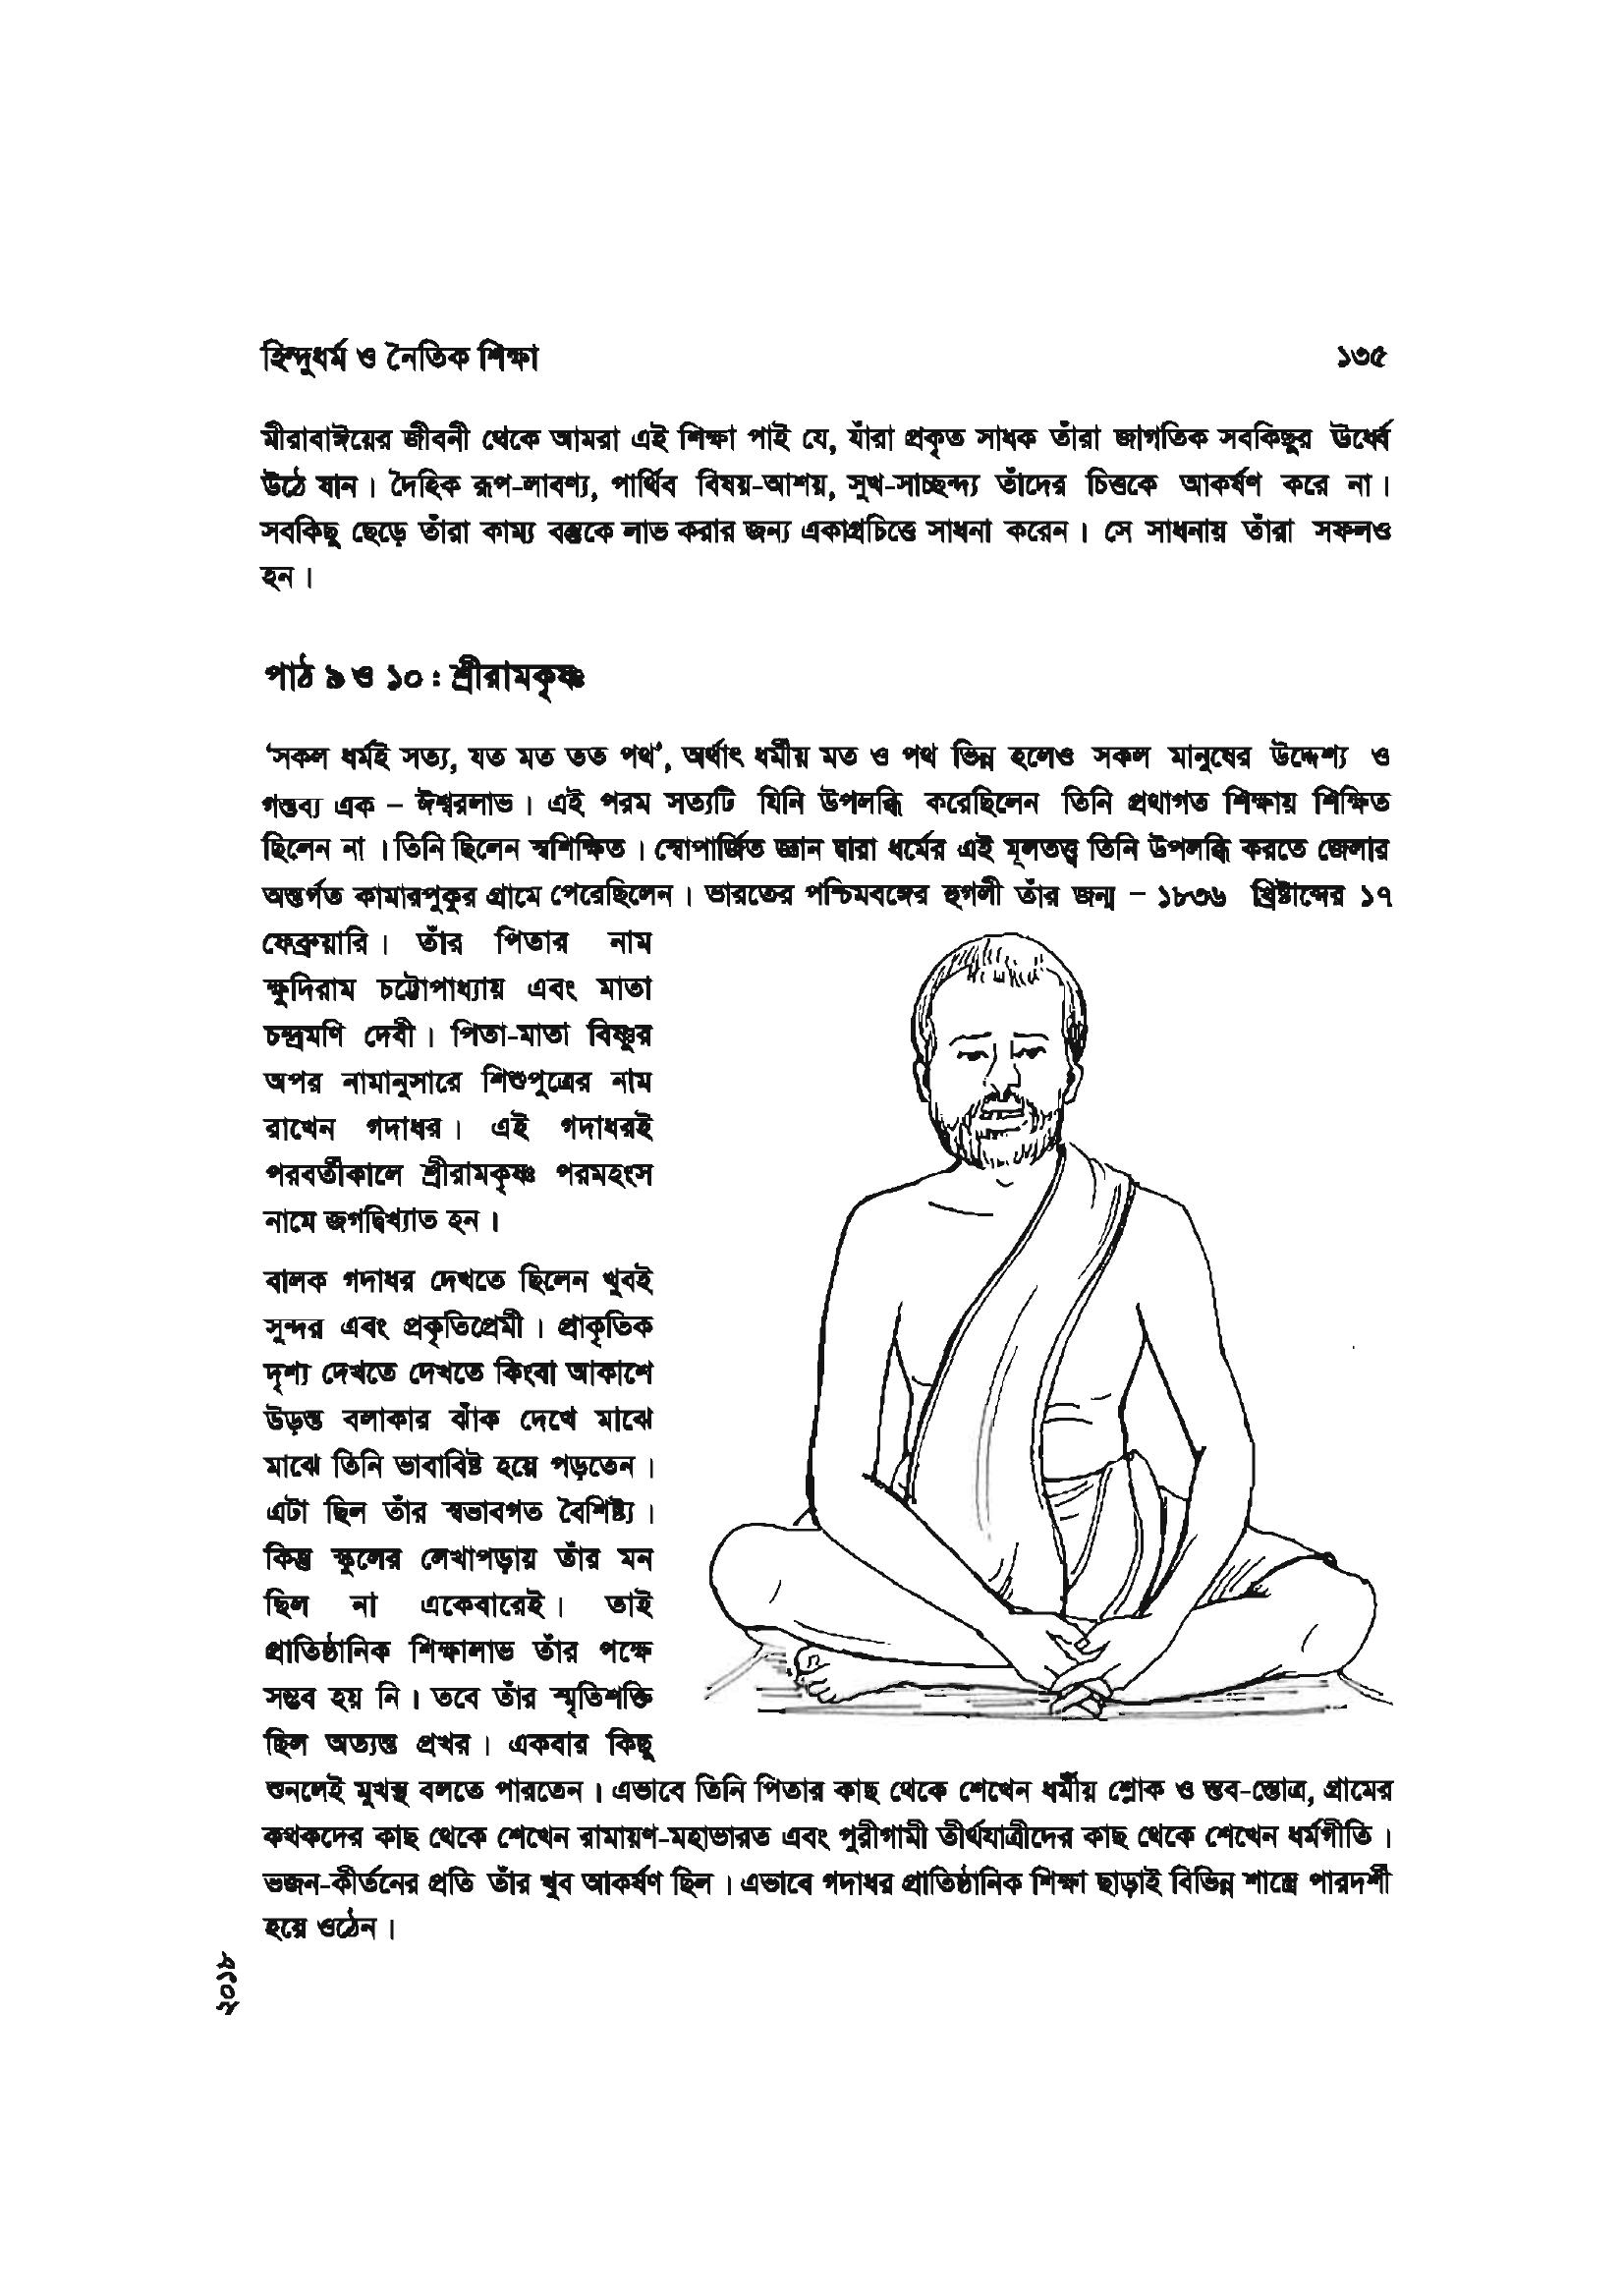 হিন্দুধর্ম ও নৈতিক শিক্ষা ১৩৫
মীরাবাঈয়ের জীবনী থেকে আমরা এই শিক্ষা পাই যে, যাঁরা প্রকৃত সাধক তাঁরা জাগতিক সবকিছুর ঊর্ধ্বে
উঠে যান। দৈহিক রূপ-লাবণ্য, পার্থিব বিষয়-আশয়, সুখ-সাচ্ছন্দ্য তাঁদের চিত্তকে আকর্ষণ করে না।
সবকিছু ছেড়ে তাঁরা কাম্য বস্তুকে লাভ করার জন্য একাগ্রচিত্তে সাধনা করেন। সে সাধনায় তাঁরা সফলও
হন।
পাঠ ৯ ও ১০ : শ্রীরামকৃষ্ণ
‘সকল ধর্মই সত্য, যত মত তত পথ’, অর্থাৎ ধর্মীয় মত ও পথ ভিন্ন হলেও সকল মানুষের উদ্দেশ্য ও
গন্তব্য এক – ঈশ্বরলাভ। এই পরম সত্যটি যিনি উপলব্ধি করেছিলেন তিনি প্রথাগত শিক্ষায় শিক্ষিত
ছিলেন না। তিনি ছিলেন স্বশিক্ষিত। স্বোপার্জিত জ্ঞান দ্বারা ধর্মের এই মূলতত্ত্ব তিনি উপলব্ধি করতে জেলার
অন্তর্গত কামারপুকুর গ্রামে পেরেছিলেন। ভারতের পশ্চিমবঙ্গের হুগলী তাঁর জন্ম – ১৮৩৬ খ্রিষ্টাব্দের ১৭
ফেব্রুয়ারি। তাঁর পিতার নাম
ক্ষুদিরাম চট্টোপাধ্যায় এবং মাতা
চন্দ্রমণি দেবী। পিতা-মাতা বিষ্ণুর
অপর নামানুসারে শিশুপুত্রের নাম
রাখেন গদাধর। এই গদাধরই
পরবর্তীকালে শ্রীরামকৃষ্ণ পরমহংস
নামে জগদ্বিখ্যাত হন।
বালক গদাধর দেখতে ছিলেন খুবই
সুন্দর এবং প্রকৃতিপ্রেমী। প্রাকৃতিক
দৃশ্য দেখতে দেখতে কিংবা আকাশে
উড়ন্ত বলাকার ঝাঁক দেখে মাঝে
মাঝে তিনি ভাবাবিষ্ট হয়ে পড়তেন।
এটা ছিল তাঁর স্বভাবগত বৈশিষ্ট্য।
কিন্তু স্কুলের লেখাপড়ায় তাঁর মন
ছিল না একেবারেই। তাই
প্রাতিষ্ঠানিক শিক্ষালাভ তাঁর পক্ষে
সম্ভব হয় নি। তবে তাঁর স্মৃতিশক্তি
ছিল অত্যন্ত প্রখর। একবার কিছু
শুনলেই মুখস্থ বলতে পারতেন। এভাবে তিনি পিতার কাছ থেকে শেখেন ধর্মীয় শ্লোক ও স্তব-স্তোত্র, গ্রামের
কথকদের কাছ থেকে শেখেন রামায়ণ-মহাভারত এবং পুরীগামী তীর্থযাত্রীদের কাছ থেকে শেখেন ধর্মগীতি।
ভজন-কীর্তনের প্রতি তাঁর খুব আকর্ষণ ছিল। এভাবে গদাধর প্রাতিষ্ঠানিক শিক্ষা ছাড়াই বিভিন্ন শাস্ত্রে পারদর্শী
হয়ে ওঠেন।
২০১৮